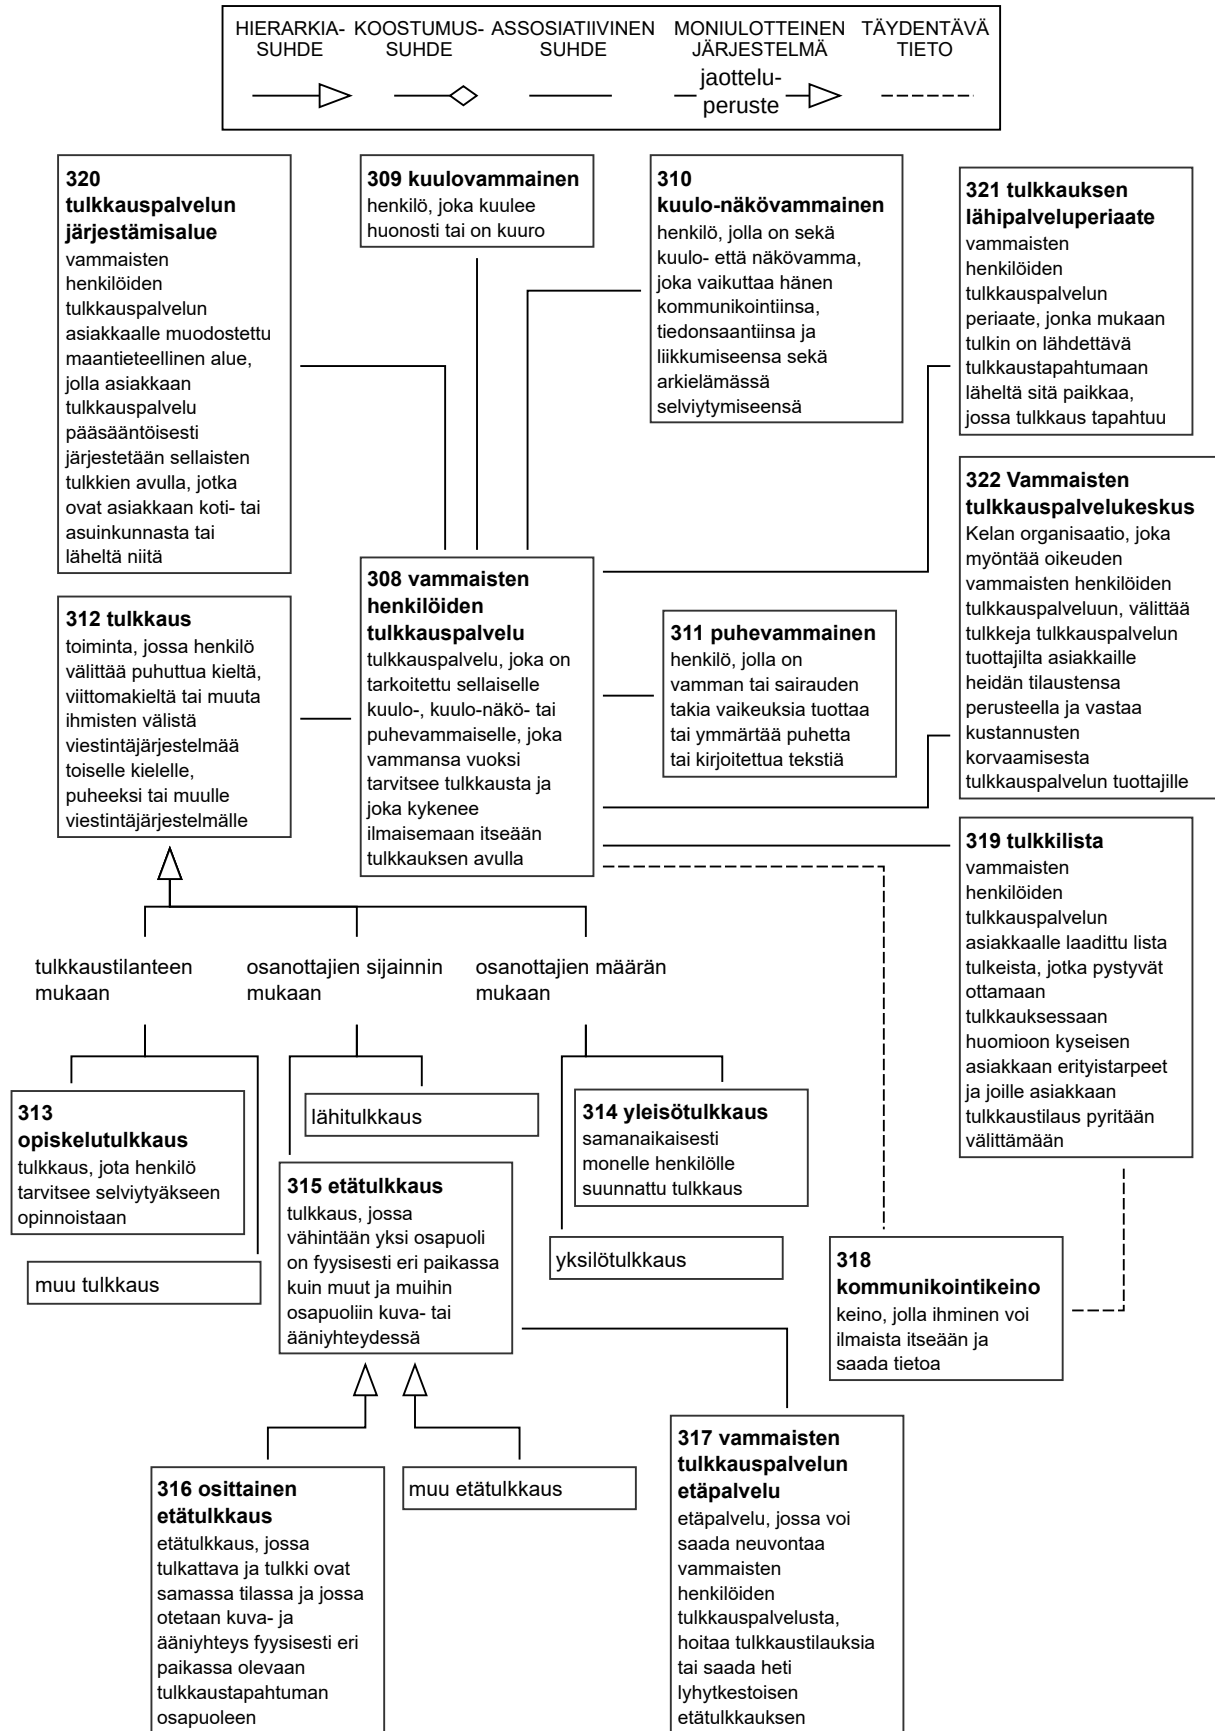 HIERARKIA-
SUHDE
KOOSTUMUS-
SUHDE
ASSOSIATIIVINEN
SUHDE
MONIULOTTEINEN
JÄRJESTELMÄ
TÄYDENTÄVÄ
TIETO
jaottelu-
peruste
320
tulkkauspalvelun
järjestämisalue
vammaisten
henkilöiden
tulkkauspalvelun
asiakkaalle muodostettu
maantieteellinen alue,
jolla asiakkaan
tulkkauspalvelu
pääsääntöisesti
järjestetään sellaisten
tulkkien avulla, jotka
ovat asiakkaan koti- tai
asuinkunnasta tai
läheltä niitä
309 kuulovammainen
henkilö, joka kuulee
huonosti tai on kuuro
310
kuulo-näkövammainen
henkilö, jolla on sekä
kuulo- että näkövamma,
joka vaikuttaa hänen
kommunikointiinsa,
tiedonsaantiinsa ja
liikkumiseensa sekä
arkielämässä
selviytymiseensä
321 tulkkauksen
lähipalveluperiaate
vammaisten
henkilöiden
tulkkauspalvelun
periaate, jonka mukaan
tulkin on lähdettävä
tulkkaustapahtumaan
läheltä sitä paikkaa,
jossa tulkkaus tapahtuu
322 Vammaisten
tulkkauspalvelukeskus
Kelan organisaatio, joka
myöntää oikeuden
vammaisten henkilöiden
tulkkauspalveluun, välittää
tulkkeja tulkkauspalvelun
tuottajilta asiakkaille
heidän tilaustensa
perusteella ja vastaa
kustannusten
korvaamisesta
tulkkauspalvelun tuottajille
308 vammaisten
henkilöiden
tulkkauspalvelu
tulkkauspalvelu, joka on
tarkoitettu sellaiselle
kuulo-, kuulo-näkö- tai
puhevammaiselle, joka
vammansa vuoksi
tarvitsee tulkkausta ja
joka kykenee
ilmaisemaan itseään
tulkkauksen avulla
312 tulkkaus
toiminta, jossa henkilö
välittää puhuttua kieltä,
viittomakieltä tai muuta
ihmisten välistä
viestintäjärjestelmää
toiselle kielelle,
puheeksi tai muulle
viestintäjärjestelmälle
311 puhevammainen
henkilö, jolla on
vamman tai sairauden
takia vaikeuksia tuottaa
tai ymmärtää puhetta
tai kirjoitettua tekstiä
319 tulkkilista
vammaisten
henkilöiden
tulkkauspalvelun
asiakkaalle laadittu lista
tulkeista, jotka pystyvät
ottamaan
tulkkauksessaan
huomioon kyseisen
asiakkaan erityistarpeet
ja joille asiakkaan
tulkkaustilaus pyritään
välittämään
tulkkaustilanteen
mukaan
osanottajien sijainnin
mukaan
osanottajien määrän
mukaan
313
opiskelutulkkaus
tulkkaus, jota henkilö
tarvitsee selviytyäkseen
opinnoistaan
muu tulkkaus
lähitulkkaus
315 etätulkkaus
tulkkaus, jossa
vähintään yksi osapuoli
on fyysisesti eri paikassa
kuin muut ja muihin
osapuoliin kuva- tai
ääniyhteydessä
314 yleisötulkkaus
samanaikaisesti
monelle henkilölle
suunnattu tulkkaus
yksilötulkkaus
318
kommunikointikeino
keino, jolla ihminen voi
ilmaista itseään ja
saada tietoa
316 osittainen
etätulkkaus
etätulkkaus, jossa
tulkattava ja tulkki ovat
samassa tilassa ja jossa
otetaan kuva- ja
ääniyhteys fyysisesti eri
paikassa olevaan
tulkkaustapahtuman
osapuoleen
muu etätulkkaus
317 vammaisten
tulkkauspalvelun
etäpalvelu
etäpalvelu, jossa voi
saada neuvontaa
vammaisten
henkilöiden
tulkkauspalvelusta,
hoitaa tulkkaustilauksia
tai saada heti
lyhytkestoisen
etätulkkauksen